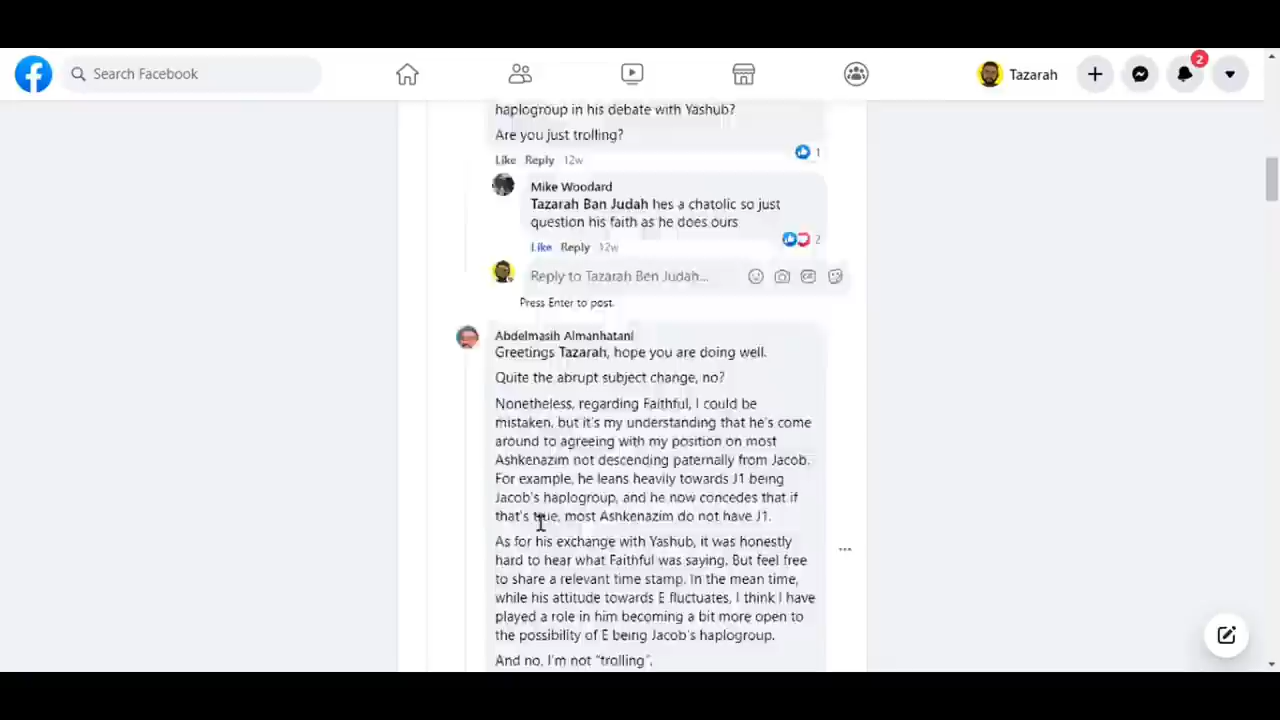 Search Facebook
Tazarah
2
haplogroup in his debate with Yashub?
Are you just trolling?
Like Reply 12w
1
Mike Woodard
Tazarah Ban Judah hes a chatolic so just
question his faith as he does ours
Like Reply 12w
2
Reply to Tazarah Ben Judah...
GIF
Press Enter to post.
Abdelmasih Almanhatani
Greetings Tazarah, hope you are doing well.
Quite the abrupt subject change, no?
Nonetheless, regarding Faithful, I could be
mistaken, but it's my understanding that he's come
around to agreeing with my position on most
Ashkenazim not descending paternally from Jacob.
For example, he leans heavily towards J1 being
Jacob's haplogroup, and he now concedes that if
that's true, most Ashkenazim do not have J1.
As for his exchange with Yashub, it was honestly
hard to hear what Faithful was saying. But feel free
to share a relevant time stamp. In the mean time,
while his attitude towards E fluctuates, I think I have
played a role in him becoming a bit more open to
the possibility of E being Jacob's haplogroup.
And no, I'm not "trolling".